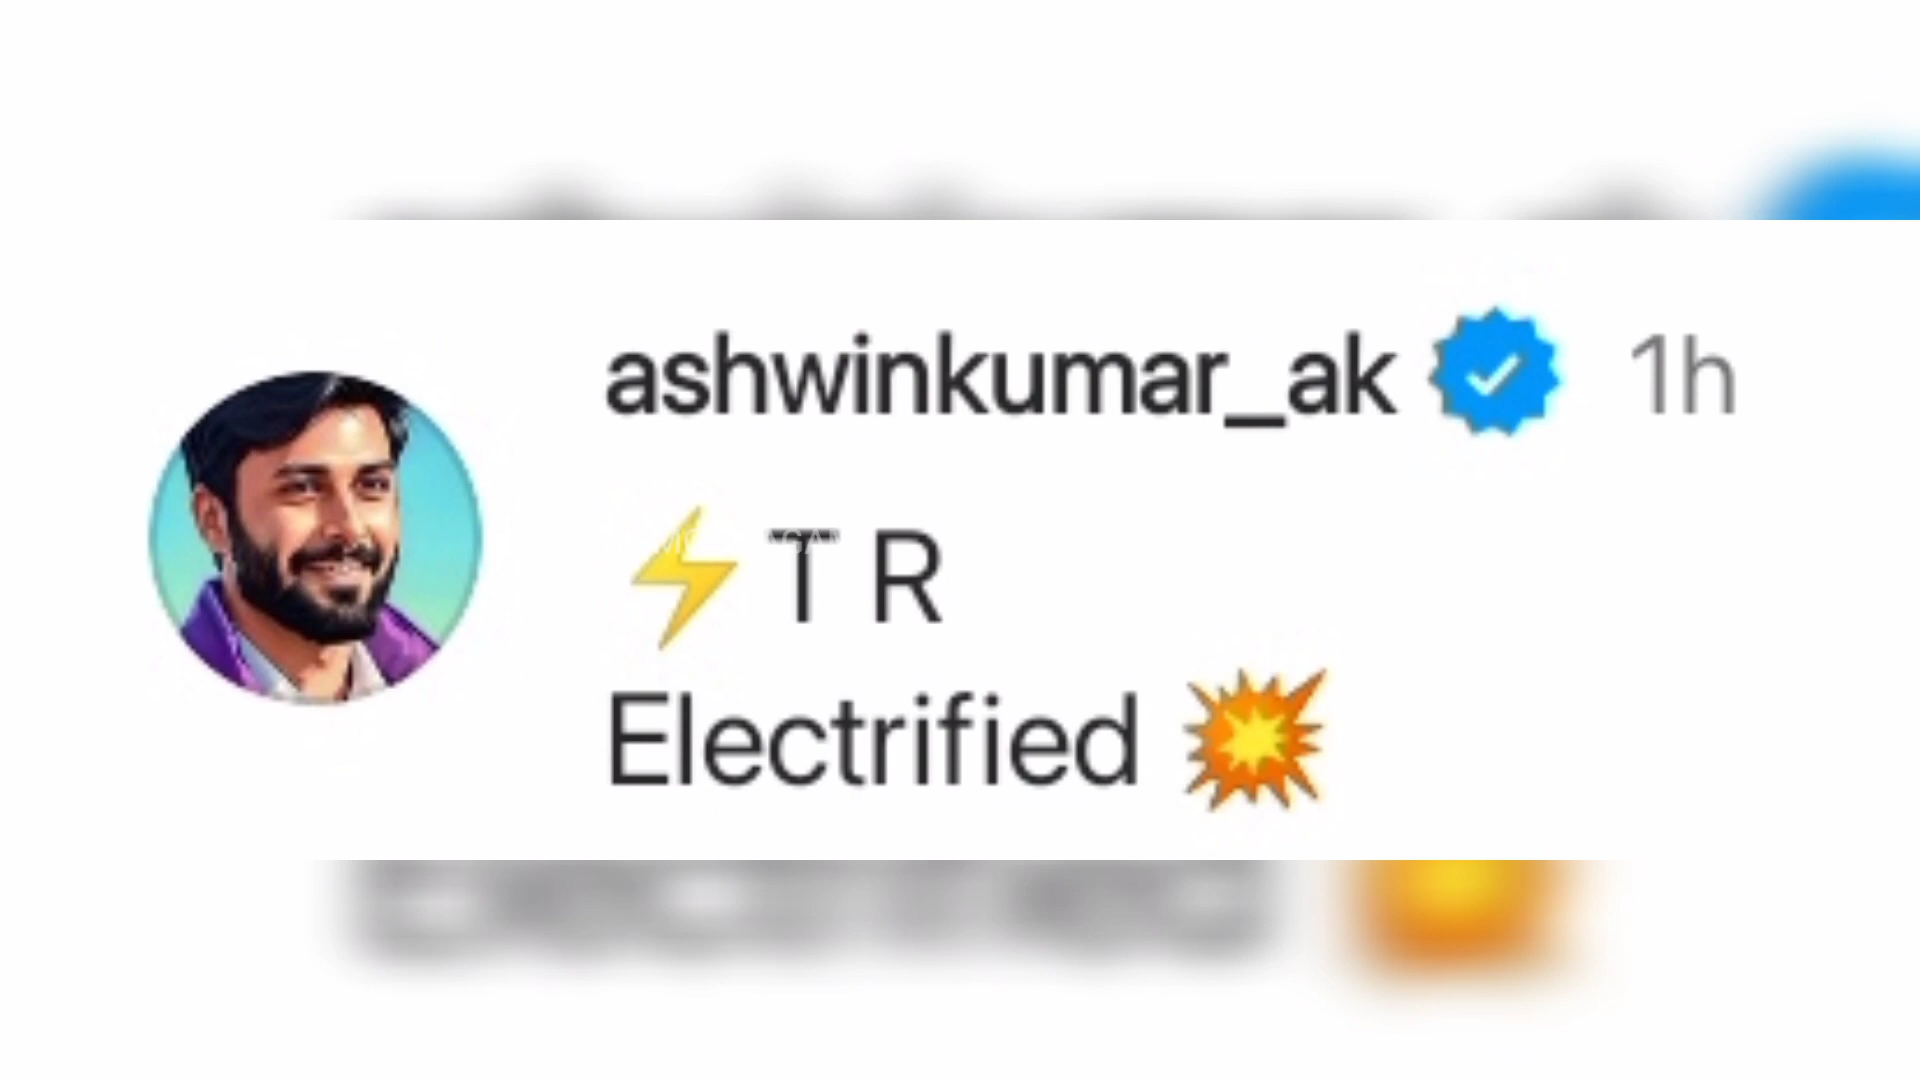 ashwinkumar_ak 1h
⚡ T R
Electrified 💥